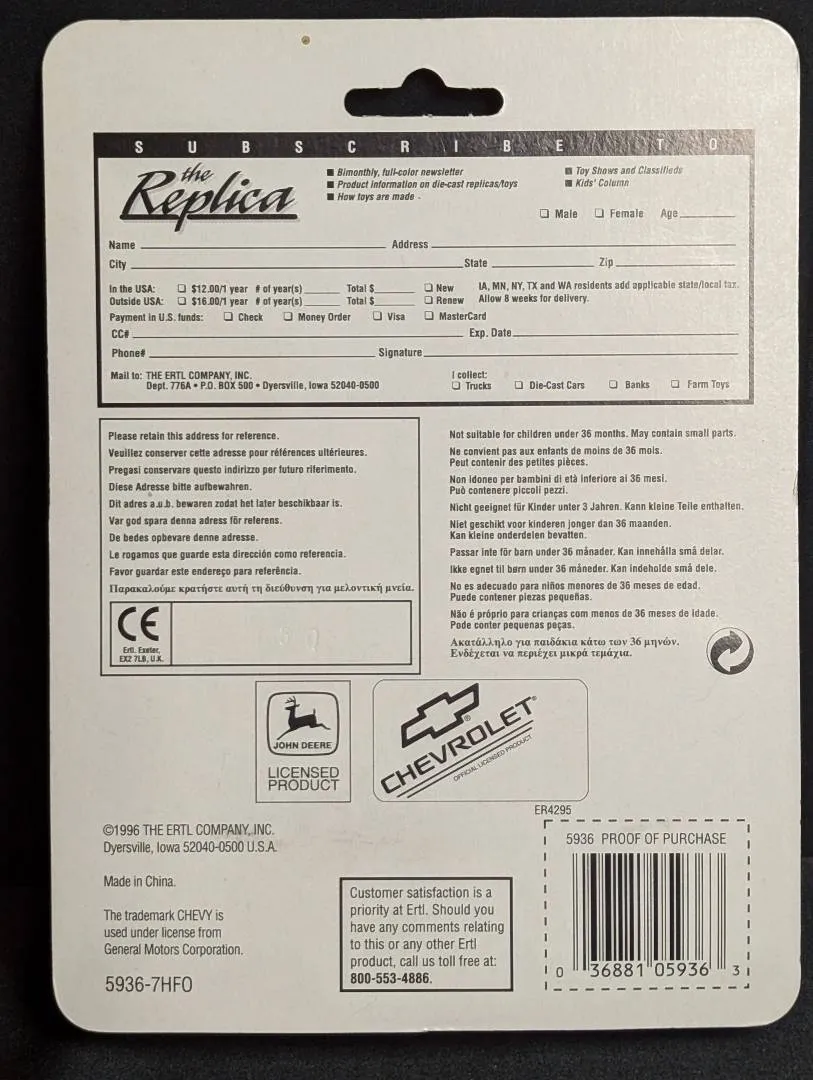 SUBSCRIBE TO
the
Replica
■ Bimonthly, full-color newsletter
■ Product information on die-cast replicas/toys
■ How toys are made
■ Toy Shows and Classifieds
■ Kids' Column
❏ Male ❏ Female Age
Name Address
City State Zip
In the USA: ❏ $12.00/1 year # of year(s) Total $ ❏ New
Outside USA: ❏ $16.00/1 year # of year(s) Total $ ❏ Renew
IA, MN, NY, TX and WA residents add applicable state/local tax.
Allow 8 weeks for delivery.
Payment in U.S. funds: ❏ Check ❏ Money Order ❏ Visa ❏ MasterCard
CC# Exp. Date
Phone# Signature
Mail to: THE ERTL COMPANY, INC.
Dept. 776A • P.O. BOX 500 • Dyersville, Iowa 52040-0500
I collect:
❏ Trucks ❏ Die-Cast Cars ❏ Banks ❏ Farm Toys
Please retain this address for reference.
Veuillez conserver cette adresse pour références ultérieures.
Pregasi conservare questo indirizzo per futuro riferimento.
Diese Adresse bitte aufbewahren.
Dit adres a.u.b. bewaren zodat het later beschikbaar is.
Var god spara denna adress för referens.
De bedes opbevare denne adresse.
Le rogamos que guarde esta dirección como referencia.
Favor guardar este endereço para referência.
Παρακαλούμε κρατήστε αυτή τη διεύθυνση για μελοντική μνεία.
CE
Ertl. Exeter,
EX2 7LB, U.K.
Not suitable for children under 36 months. May contain small parts.
Ne convient pas aux enfants de moins de 36 mois.
Peut contenir des petites pièces.
Non idoneo per bambini di età inferiore ai 36 mesi.
Può contenere piccoli pezzi.
Nicht geeignet für Kinder unter 3 Jahren. Kann kleine Teile enthalten.
Niet geschikt voor kinderen jonger dan 36 maanden.
Kan kleine onderdelen bevatten.
Passar inte för barn under 36 månader. Kan innehålla små delar.
Ikke egnet til børn under 36 måneder. Kan indeholde små dele.
No es adecuado para niños menores de 36 meses de edad.
Puede contener piezas pequeñas.
Não é próprio para crianças com menos de 36 meses de idade.
Pode conter pequenas peças.
Ακατάλληλο για παιδάκια κάτω των 36 μηνών.
Ενδέχεται να περιέχει μικρά τεμάχια.
JOHN DEERE
LICENSED
PRODUCT
CHEVROLET®
OFFICIAL LICENSED PRODUCT
ER4295
©1996 THE ERTL COMPANY, INC.
Dyersville, Iowa 52040-0500 U.S.A.
Made in China.
The trademark CHEVY is
used under license from
General Motors Corporation.
5936-7HFO
Customer satisfaction is a
priority at Ertl. Should you
have any comments relating
to this or any other Ertl
product, call us toll free at:
800-553-4886.
5936 PROOF OF PURCHASE
0 36881 05936 3